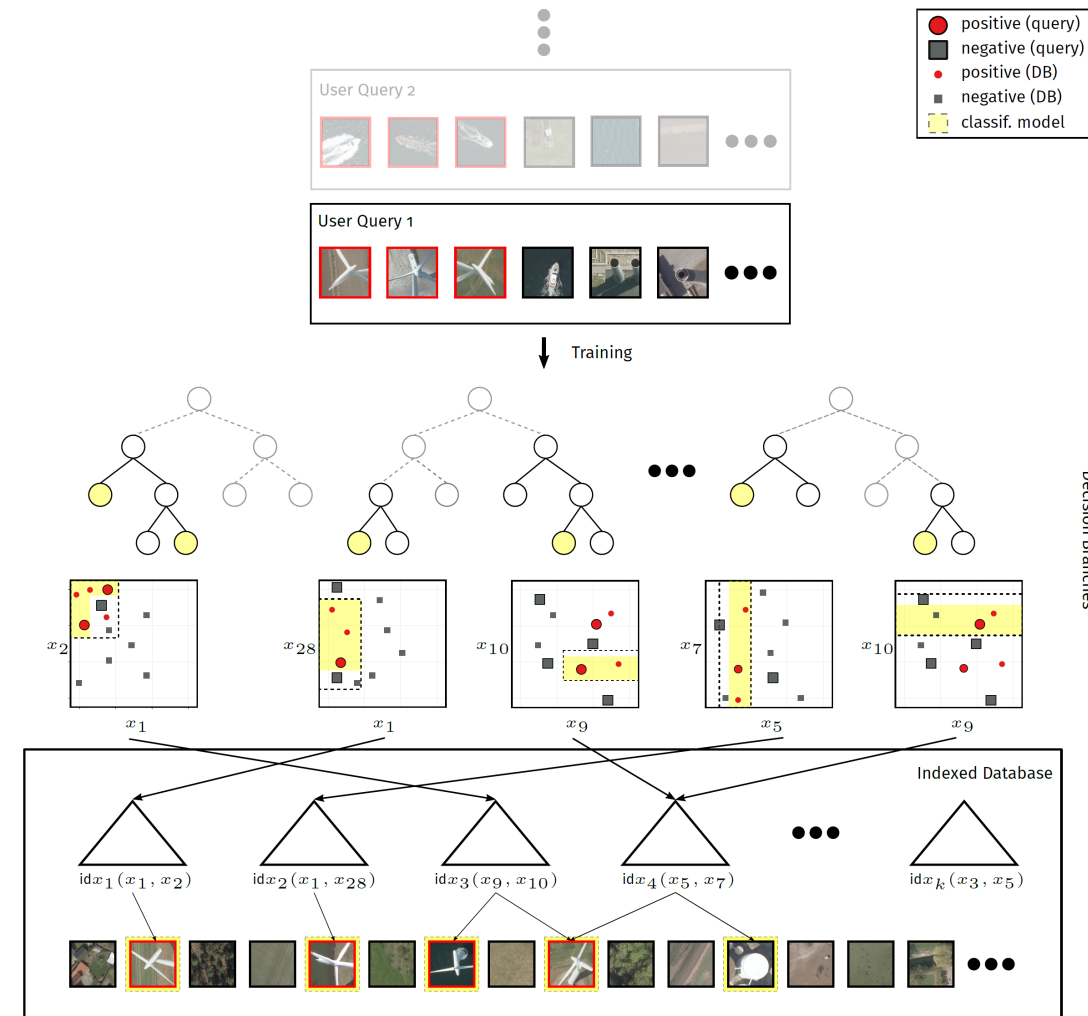 positive (query)
negative (query)
positive (DB)
negative (DB)
classif. model
User Query 2
User Query 1
Training
x2
x1
x28
x1
x10
x9
x7
x5
x10
x9
Indexed Database
idx1(x1, x2)
idx2(x1, x28)
idx3(x9, x10)
idx4(x5, x7)
idxk(x3, x5)